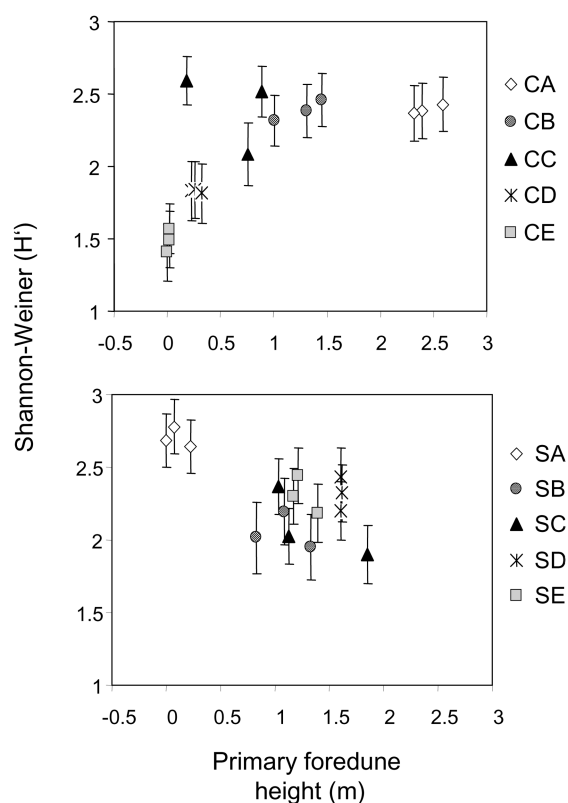 3
2.5
2
1.5
1
-0.5 0 0.5 1 1.5 2 2.5 3
CA
CB
CC
CD
CE
Shannon-Weiner (H')
3
2.5
2
1.5
1
-0.5 0 0.5 1 1.5 2 2.5 3
SA
SB
SC
SD
SE
Primary foredune
height (m)